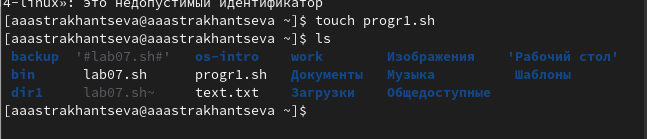 4-linux»: это недопустимый идентификатор
[aaastrakhantseva@aaastrakhantseva ~]$ touch progr1.sh
[aaastrakhantseva@aaastrakhantseva ~]$ ls
backup '#lab07.sh#' os-intro work Изображения 'Рабочий стол'
bin lab07.sh progr1.sh Документы Музыка Шаблоны
dir1 lab07.sh~ text.txt Загрузки Общедоступные
[aaastrakhantseva@aaastrakhantseva ~]$